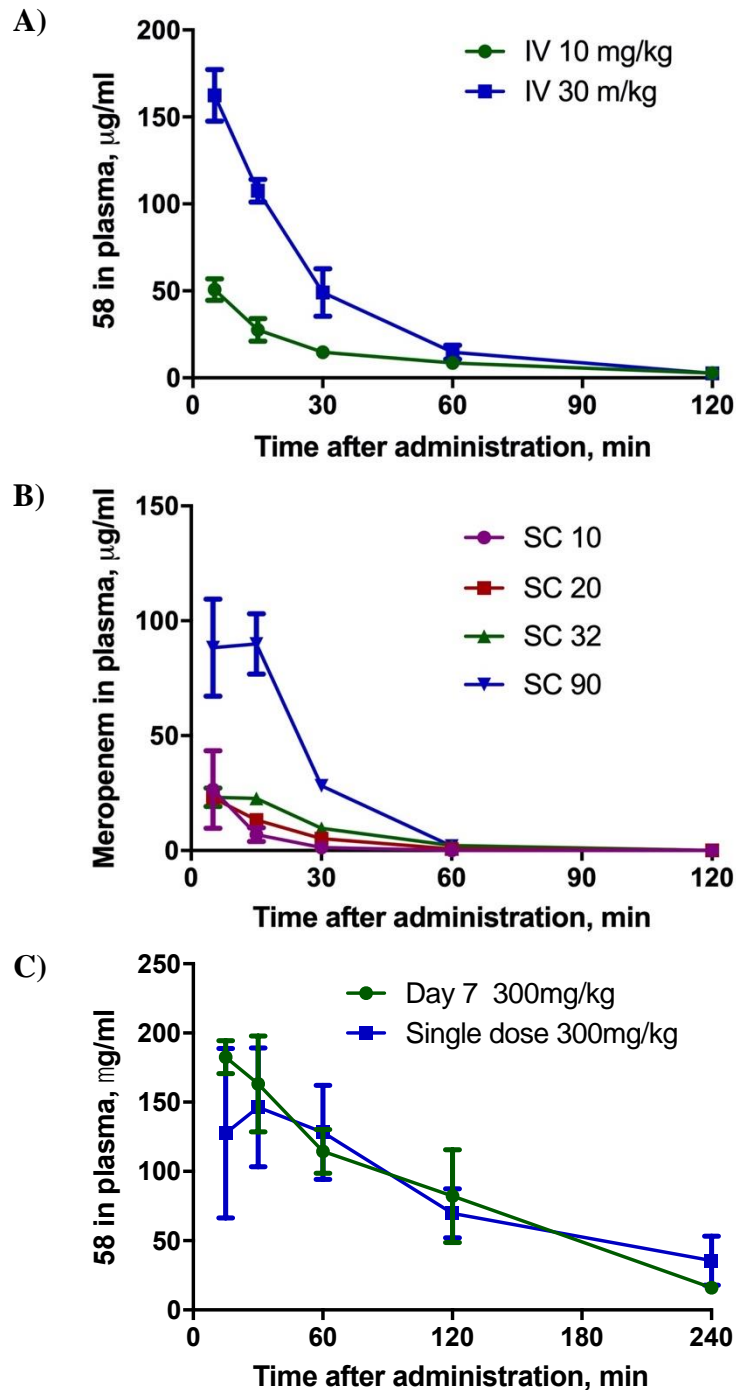 A)
200
150
100
50
0
58 in plasma, μg/ml
IV 10 mg/kg
IV 30 m/kg
0 30 60 90 120
Time after administration, min
B)
150
100
50
0
Meropenem in plasma, μg/ml
SC 10
SC 20
SC 32
SC 90
0 30 60 90 120
Time after administration, min
C)
250
200
150
100
50
0
58 in plasma, mg/ml
Day 7 300mg/kg
Single dose 300mg/kg
0 60 120 180 240
Time after administration, min